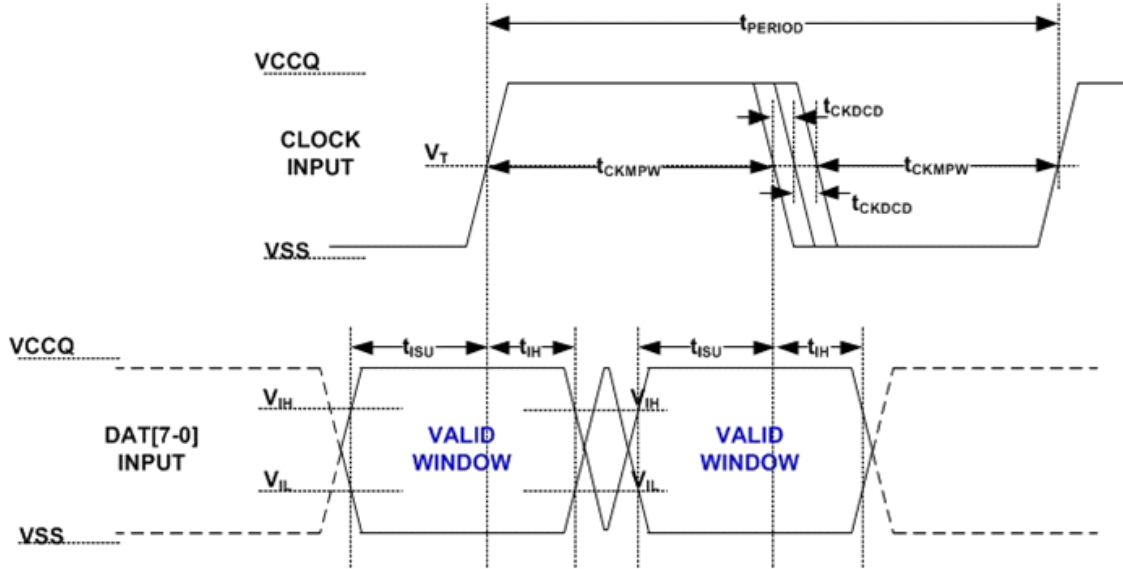 tPERIOD
VCCQ
tCKDCD
CLOCK
INPUT
VT
tCKMPW
tCKMPW
tCKDCD
VSS
VCCQ
tISU
tIH
tISU
tIH
VIH
VIH
DAT[7-0]
INPUT
VALID
WINDOW
VALID
WINDOW
VIL
VIL
VSS